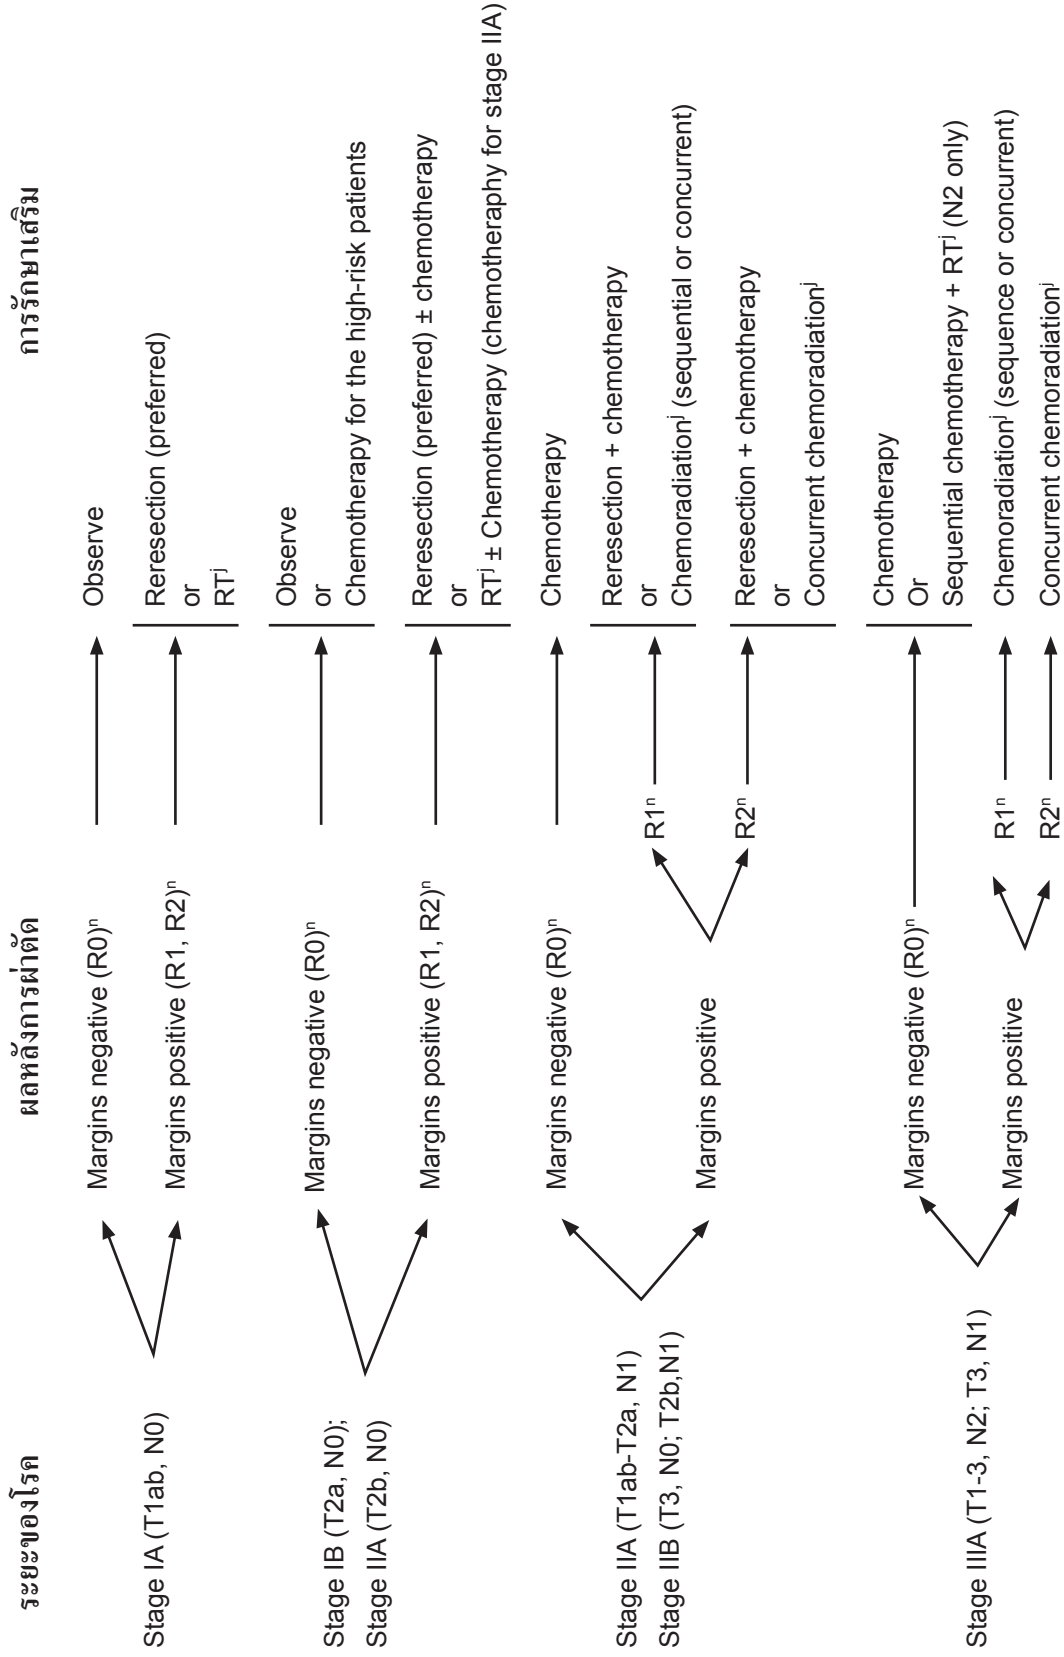 ระยะของโรค
ผลหลังการผ่าตัด
การรักษาเสริม
Stage IA (T1ab, N0)
Margins negative (R0)ⁿ
Observe
Margins positive (R1, R2)ⁿ
Reresection (preferred)
or
RTʲ
Stage IB (T2a, N0);
Stage IIA (T2b, N0)
Margins negative (R0)ⁿ
Observe
or
Chemotherapy for the high-risk patients
Margins positive (R1, R2)ⁿ
Reresection (preferred) ± chemotherapy
or
RTʲ ± Chemotherapy (chemotheraphy for stage IIA)
Stage IIA (T1ab-T2a, N1)
Stage IIB (T3, N0; T2b,N1)
Margins negative (R0)ⁿ
Chemotherapy
Margins positive
R1ⁿ
Reresection + chemotherapy
or
Chemoradiationʲ (sequential or concurrent)
R2ⁿ
Reresection + chemotherapy
or
Concurrent chemoradiationʲ
Stage IIIA (T1-3, N2; T3, N1)
Margins negative (R0)ⁿ
Chemotherapy
Or
Sequential chemotherapy + RTʲ (N2 only)
Margins positive
R1ⁿ
Chemoradiationʲ (sequence or concurrent)
R2ⁿ
Concurrent chemoradiationʲ